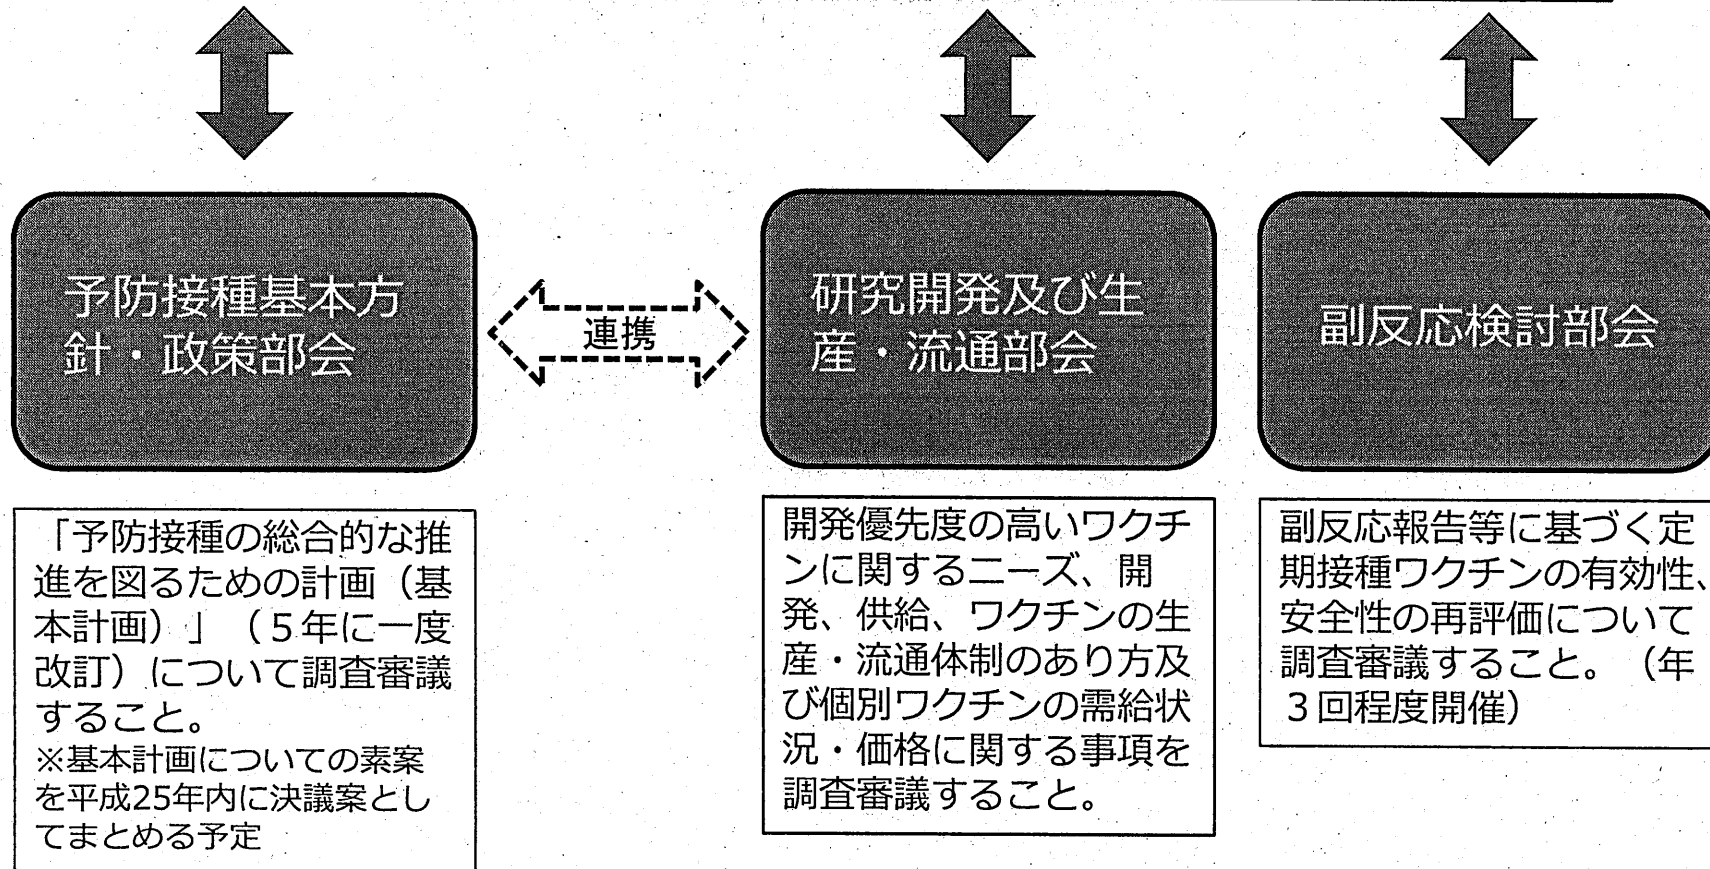 予防接種基本方
針・政策部会
連携
研究開発及び生
産・流通部会
副反応検討部会
「予防接種の総合的な推
進を図るための計画（基
本計画）」（５年に一度
改訂）について調査審議
すること。
※基本計画についての素案
を平成25年内に決議案とし
てまとめる予定
開発優先度の高いワクチ
ンに関するニーズ、開
発、供給、ワクチンの生
産・流通体制のあり方及
び個別ワクチンの需給状
況・価格に関する事項を
調査審議すること。
副反応報告等に基づく定
期接種ワクチンの有効性、
安全性の再評価について
調査審議すること。（年
３回程度開催）